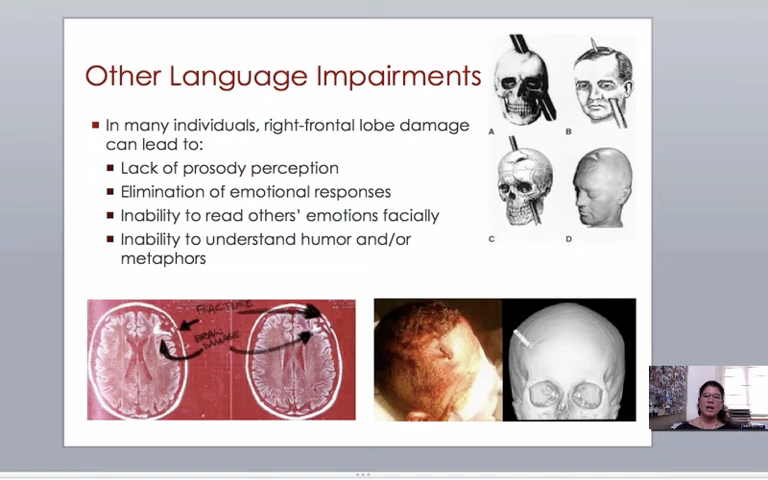 Other Language Impairments
In many individuals, right-frontal lobe damage
can lead to:
Lack of prosody perception
Elimination of emotional responses
Inability to read others' emotions facially
Inability to understand humor and/or
metaphors
A
B
C
D
FRACTURE
BRAIN
DAMAGE